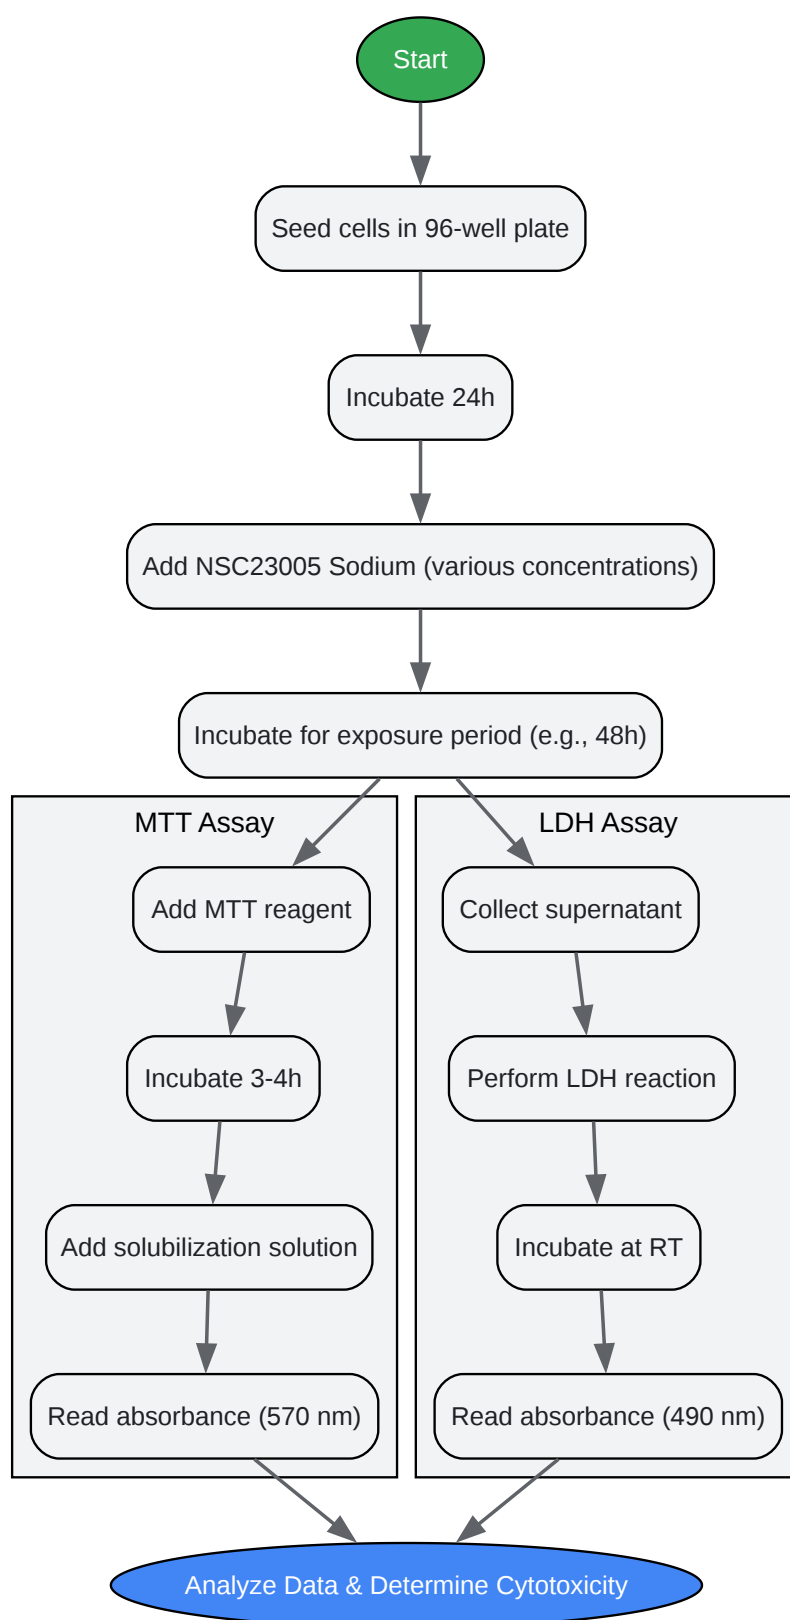 Start
Seed cells in 96-well plate
Incubate 24h
Add NSC23005 Sodium (various concentrations)
Incubate for exposure period (e.g., 48h)
MTT Assay
Add MTT reagent
Incubate 3-4h
Add solubilization solution
Read absorbance (570 nm)
LDH Assay
Collect supernatant
Perform LDH reaction
Incubate at RT
Read absorbance (490 nm)
Analyze Data & Determine Cytotoxicity